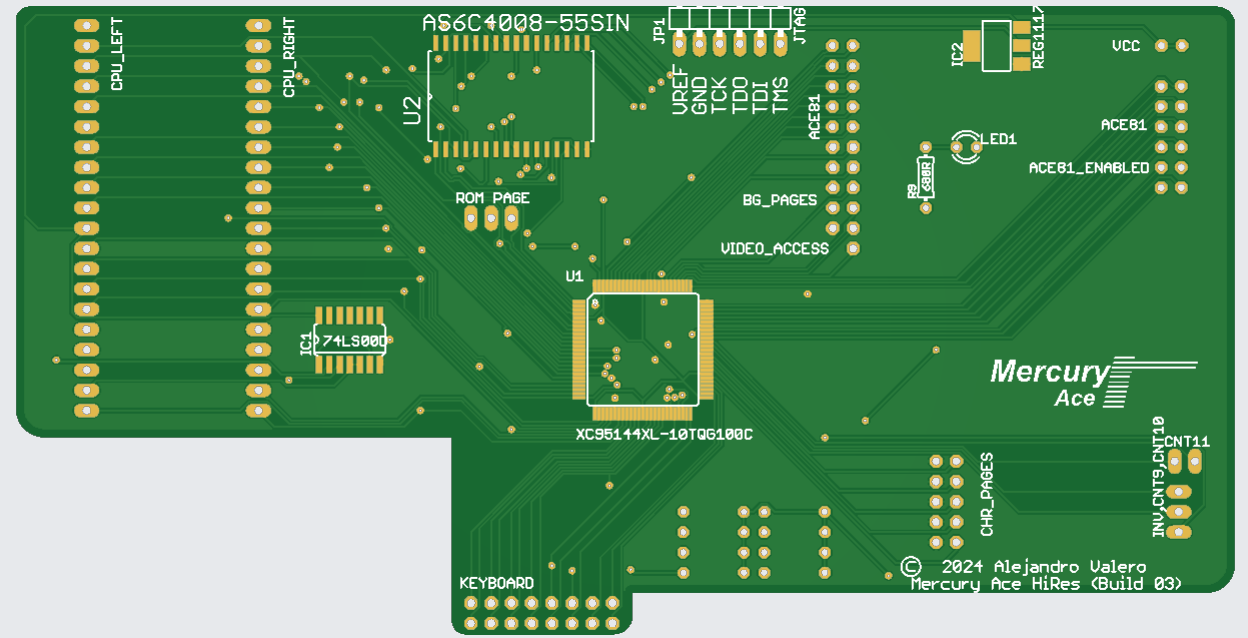 AS6C4008-55SIN
JP1
JTAG
CPU_LEFT
CPU_RIGHT
U2
VREF
GND
TCK
TDO
TDI
TMS
IC2
REG1117
VCC
ACE81
ACE81
LED1
ACE81_ENABLED
R9
680R
ROM PAGE
BG_PAGES
VIDEO_ACCESS
U1
IC1
74LS00D
Mercury
Ace
XC95144XL-10TQG100C
CNT11
INV,CNT9,CNT10
CHR_PAGES
KEYBOARD
© 2024 Alejandro Valero
Mercury Ace HiRes (Build 03)